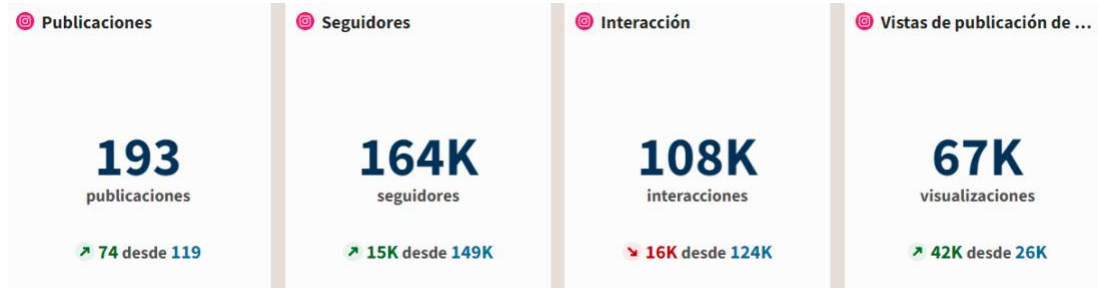 Publicaciones
193
publicaciones
74 desde 119
Seguidores
164K
seguidores
15K desde 149K
Interacción
108K
interacciones
16K desde 124K
Vistas de publicación de ...
67K
visualizaciones
42K desde 26K